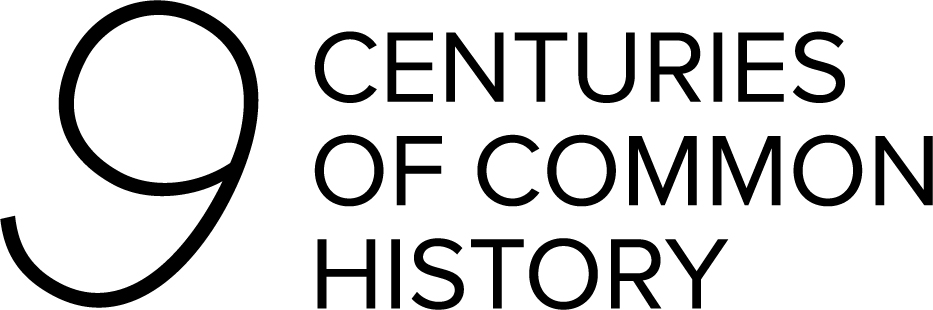 9 CENTURIES
OF COMMON
HISTORY